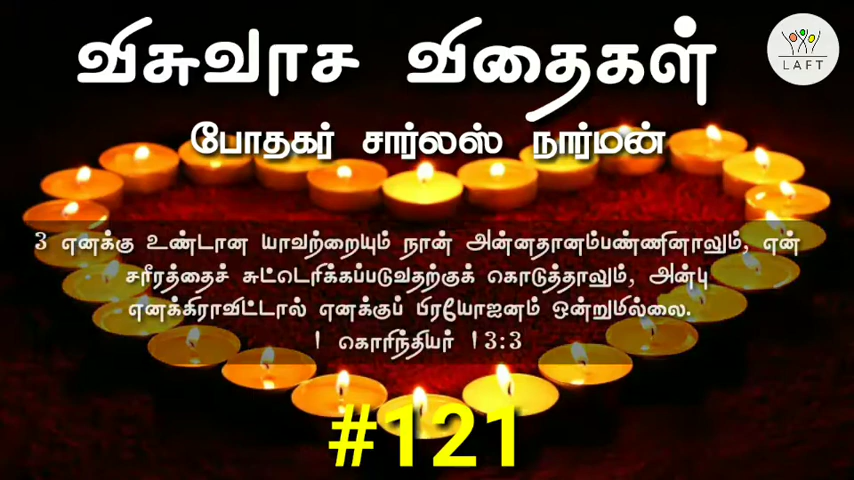 விசுவாச விதைகள்
LAFT
போதகர் சார்லஸ் நார்மன்
3 எனக்கு உண்டான யாவற்றையும் நான் அன்னதானம்பண்ணினாலும், என்
சரீரத்தைச் சுட்டெரிக்கப்படுவதற்குக் கொடுத்தாலும், அன்பு
எனக்கிராவிட்டால் எனக்குப் பிரயோஜனம் ஒன்றுமில்லை.
1 கொரிந்தியர் 13:3
#121